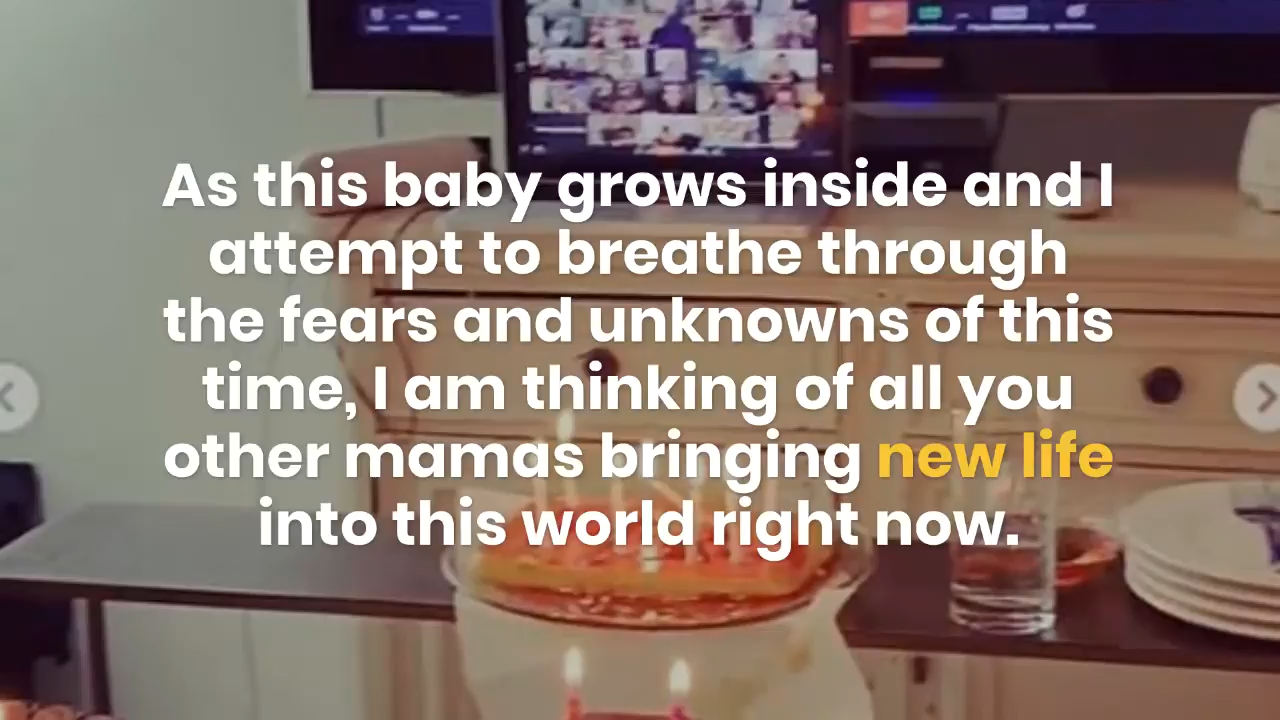 As this baby grows inside and I
attempt to breathe through
the fears and unknowns of this
time, I am thinking of all you
other mamas bringing new life
into this world right now.